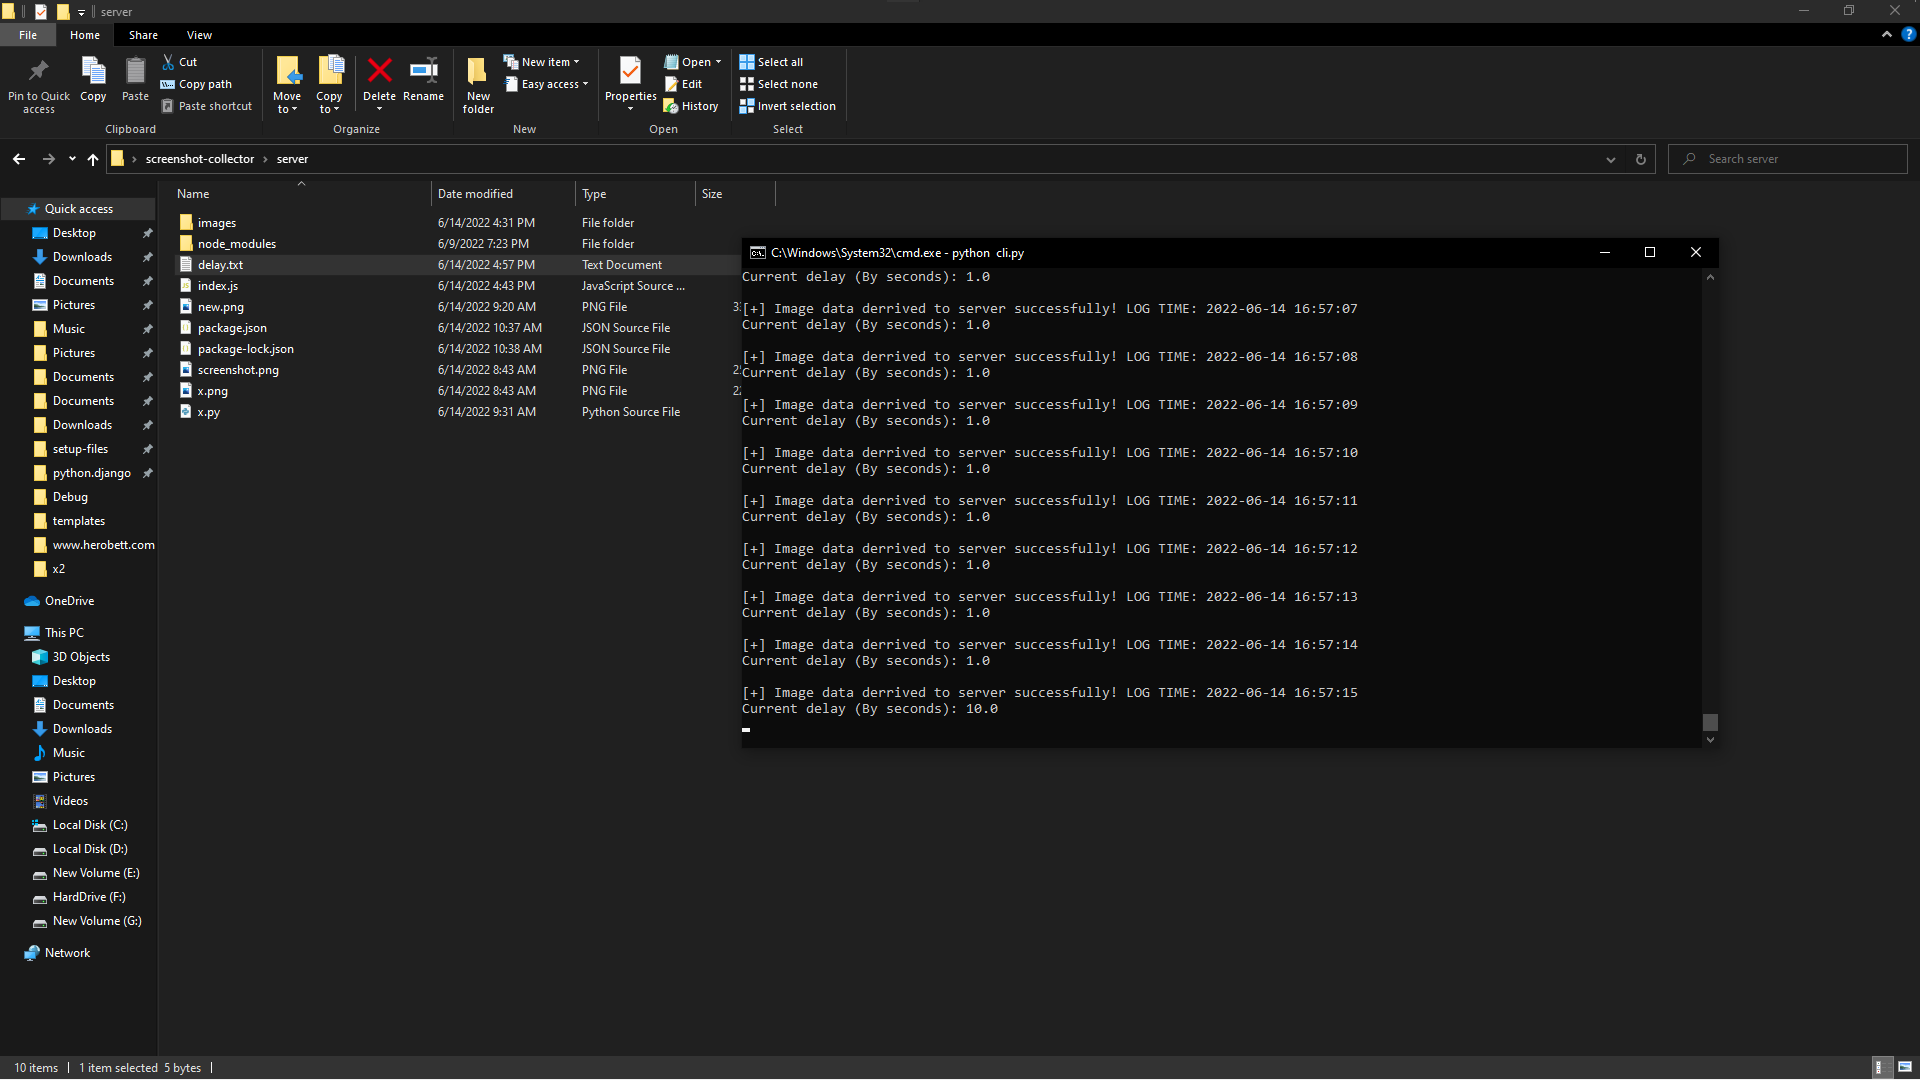 server
File Home Share View
Pin to Quick access
Copy
Paste
Cut
Copy path
Paste shortcut
Clipboard
Move to
Copy to
Delete
Rename
Organize
New folder
New item
Easy access
New
Properties
Open
Edit
History
Open
Select all
Select none
Invert selection
Select
screenshot-collector > server
Search server
Name Date modified Type Size
images 6/14/2022 4:31 PM File folder
node_modules 6/9/2022 7:23 PM File folder
delay.txt 6/14/2022 4:57 PM Text Document
index.js 6/14/2022 4:43 PM JavaScript Source ...
new.png 6/14/2022 9:20 AM PNG File
package.json 6/14/2022 10:37 AM JSON Source File
package-lock.json 6/14/2022 10:38 AM JSON Source File
screenshot.png 6/14/2022 8:43 AM PNG File
x.png 6/14/2022 8:43 AM PNG File
x.py 6/14/2022 9:31 AM Python Source File
Quick access
Desktop
Downloads
Documents
Pictures
Music
Pictures
Documents
Documents
Downloads
setup-files
python.django
Debug
templates
www.herobett.com
x2
OneDrive
This PC
3D Objects
Desktop
Documents
Downloads
Music
Pictures
Videos
Local Disk (C:)
Local Disk (D:)
New Volume (E:)
HardDrive (F:)
New Volume (G:)
Network
C:\Windows\System32\cmd.exe - python cli.py
Current delay (By seconds): 1.0
[+] Image data derrived to server successfully! LOG TIME: 2022-06-14 16:57:07
Current delay (By seconds): 1.0
[+] Image data derrived to server successfully! LOG TIME: 2022-06-14 16:57:08
Current delay (By seconds): 1.0
[+] Image data derrived to server successfully! LOG TIME: 2022-06-14 16:57:09
Current delay (By seconds): 1.0
[+] Image data derrived to server successfully! LOG TIME: 2022-06-14 16:57:10
Current delay (By seconds): 1.0
[+] Image data derrived to server successfully! LOG TIME: 2022-06-14 16:57:11
Current delay (By seconds): 1.0
[+] Image data derrived to server successfully! LOG TIME: 2022-06-14 16:57:12
Current delay (By seconds): 1.0
[+] Image data derrived to server successfully! LOG TIME: 2022-06-14 16:57:13
Current delay (By seconds): 1.0
[+] Image data derrived to server successfully! LOG TIME: 2022-06-14 16:57:14
Current delay (By seconds): 1.0
[+] Image data derrived to server successfully! LOG TIME: 2022-06-14 16:57:15
Current delay (By seconds): 10.0
10 items 1 item selected 5 bytes